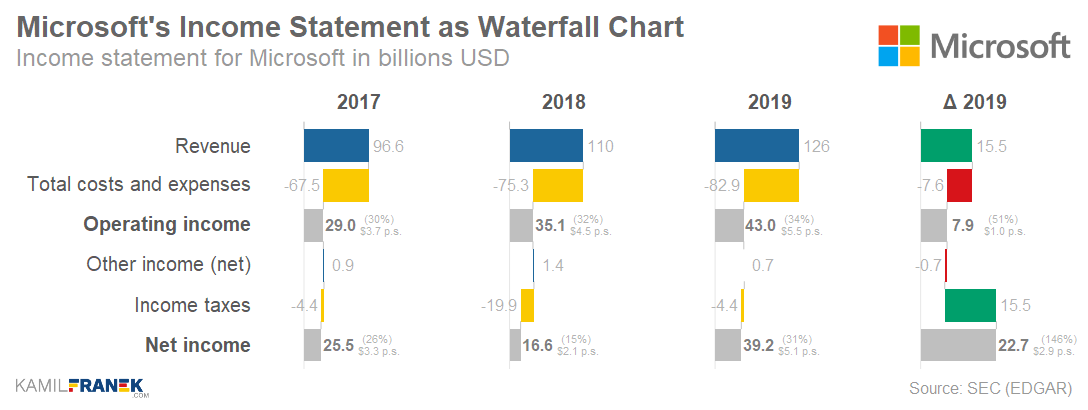 Microsoft's Income Statement as Waterfall Chart
Income statement for Microsoft in billions USD
Microsoft
2017 2018 2019 Δ 2019
Revenue 96.6 110 126 15.5
Total costs and expenses -67.5 -75.3 -82.9 -7.6
Operating income 29.0 (30%) $3.7 p.s. 35.1 (32%) $4.5 p.s. 43.0 (34%) $5.5 p.s. 7.9 (51%) $1.0 p.s.
Other income (net) 0.9 1.4 0.7 -0.7
Income taxes -4.4 -19.9 -4.4 15.5
Net income 25.5 (26%) $3.3 p.s. 16.6 (15%) $2.1 p.s. 39.2 (31%) $5.1 p.s. 22.7 (146%) $2.9 p.s.
KAMILFRANEK.COM
Source: SEC (EDGAR)